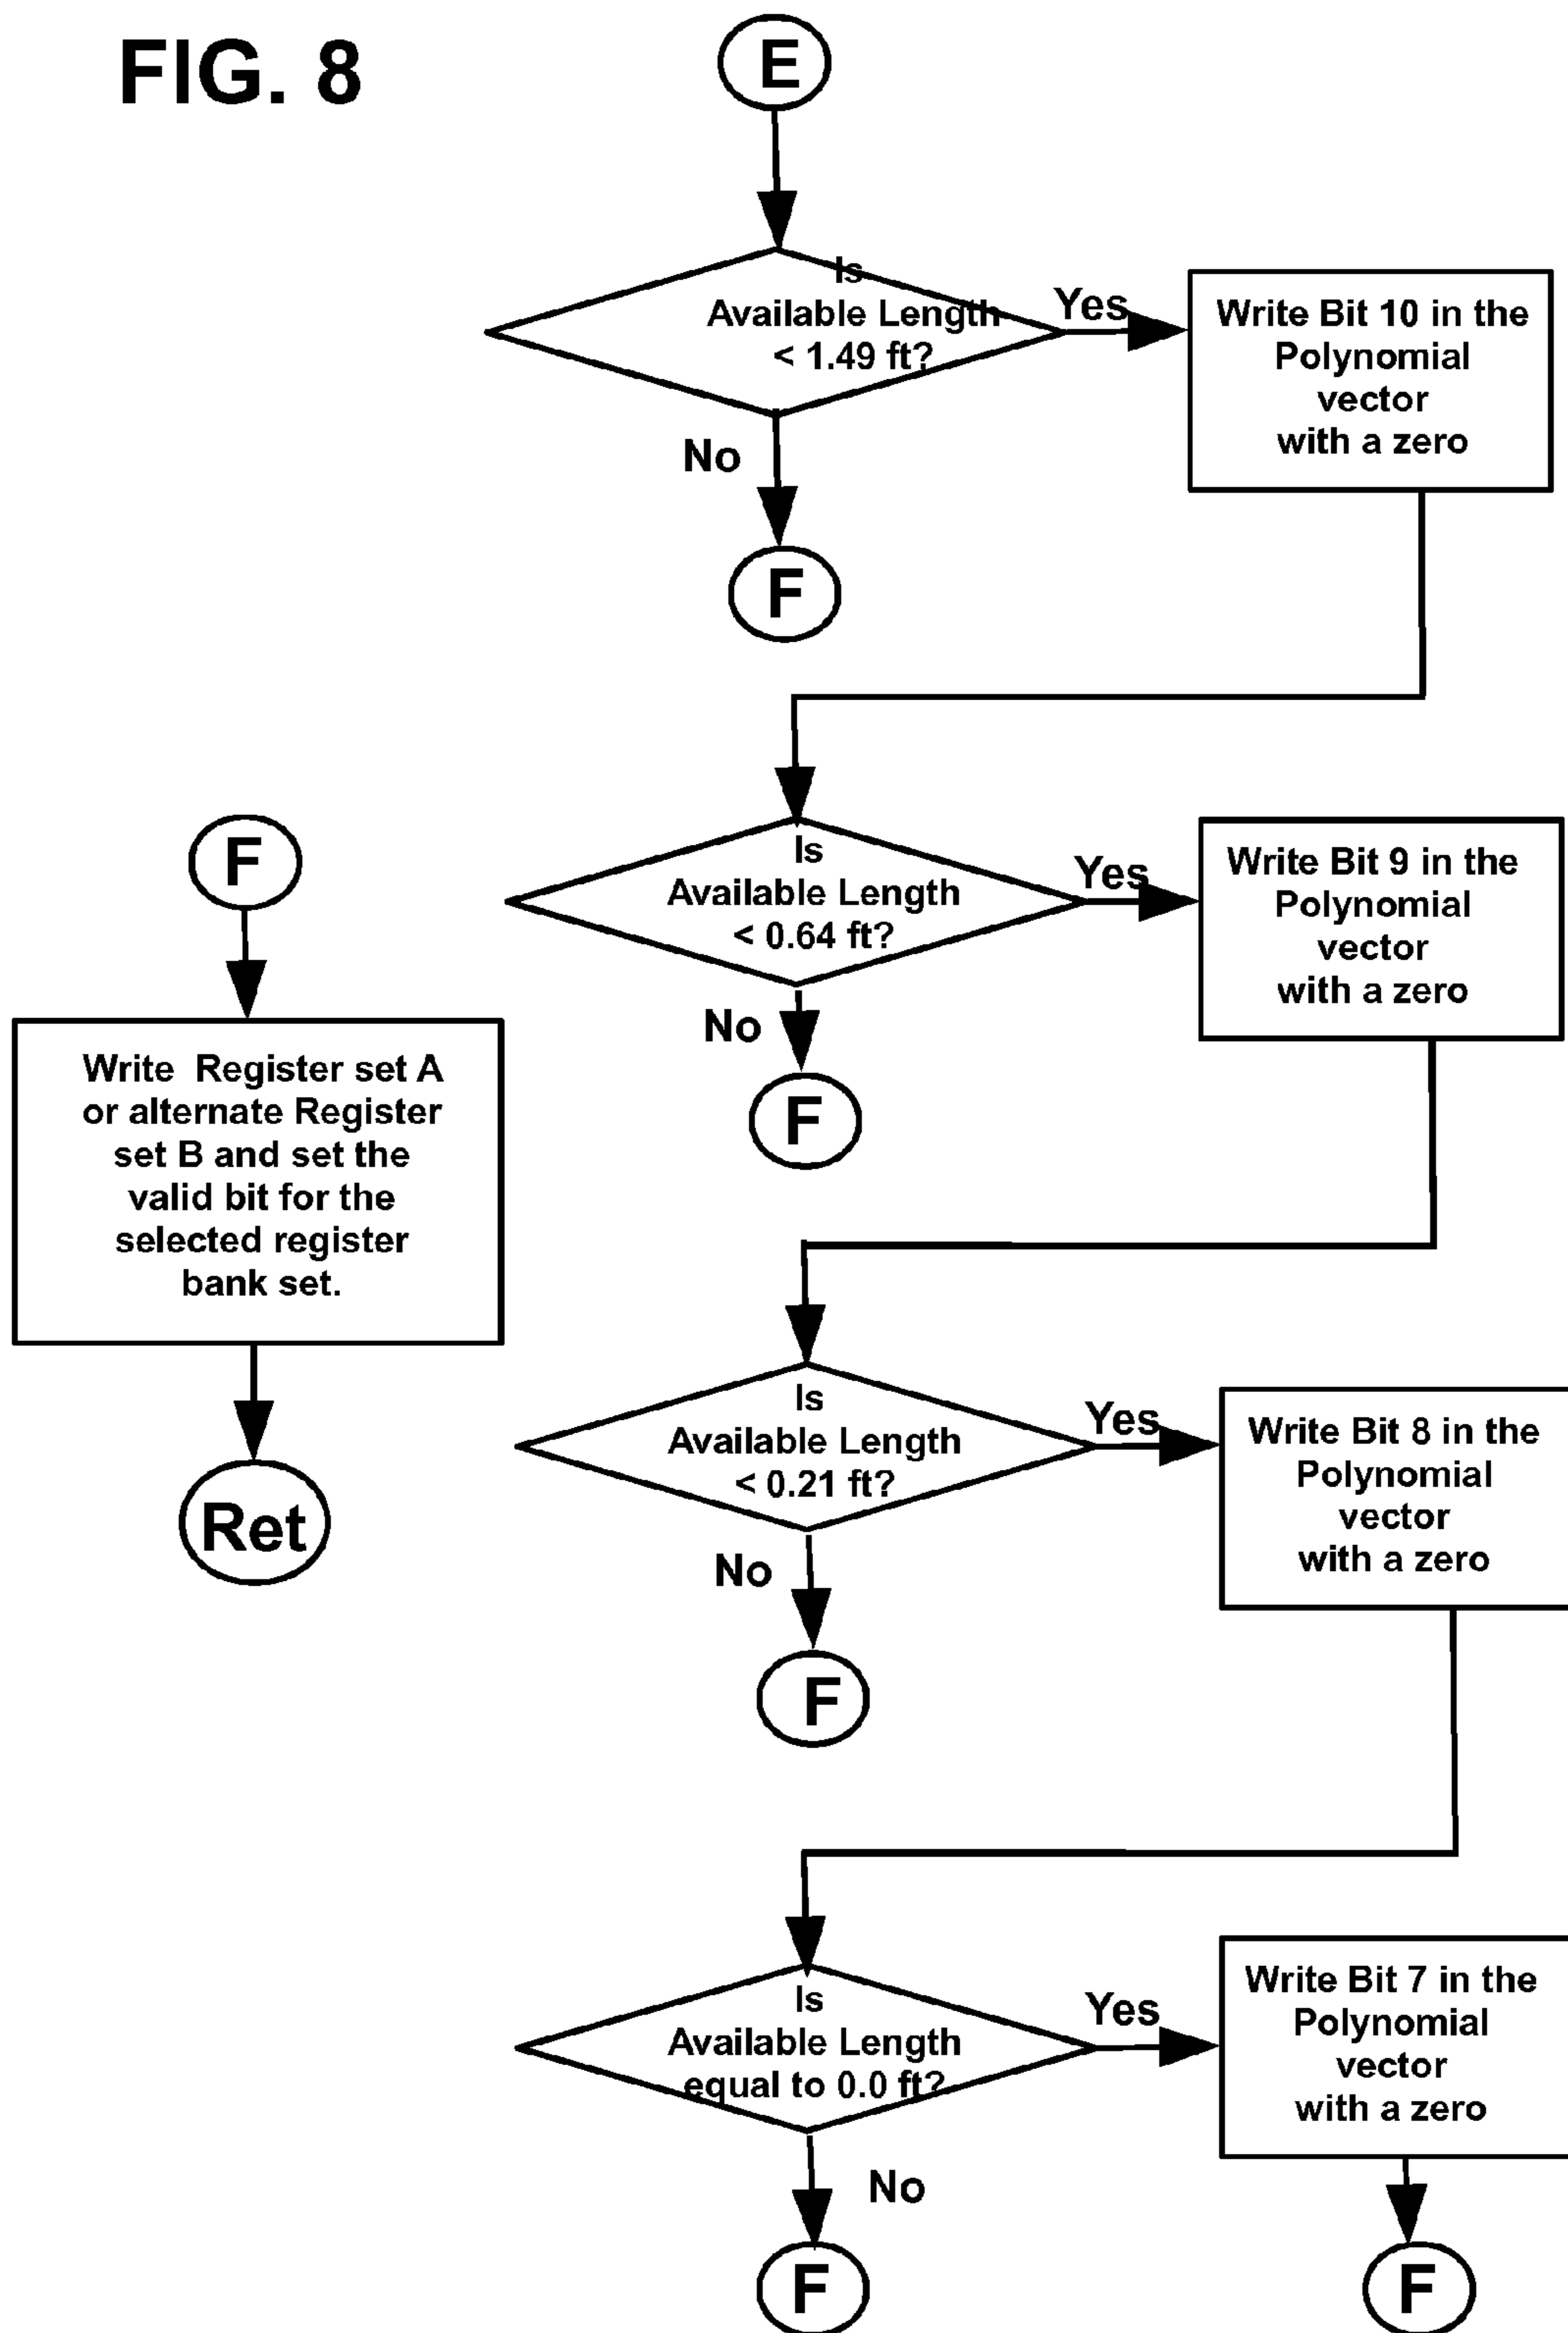 FIG. 8
E
Is
Available Length
< 1.49 ft?
Yes
Write Bit 10 in the
Polynomial
vector
with a zero
No
F
Is
Available Length
< 0.64 ft?
Yes
Write Bit 9 in the
Polynomial
vector
with a zero
No
F
F
Write Register set A
or alternate Register
set B and set the
valid bit for the
selected register
bank set.
Ret
Is
Available Length
< 0.21 ft?
Yes
Write Bit 8 in the
Polynomial
vector
with a zero
No
F
Is
Available Length
equal to 0.0 ft?
Yes
Write Bit 7 in the
Polynomial
vector
with a zero
No
F
F